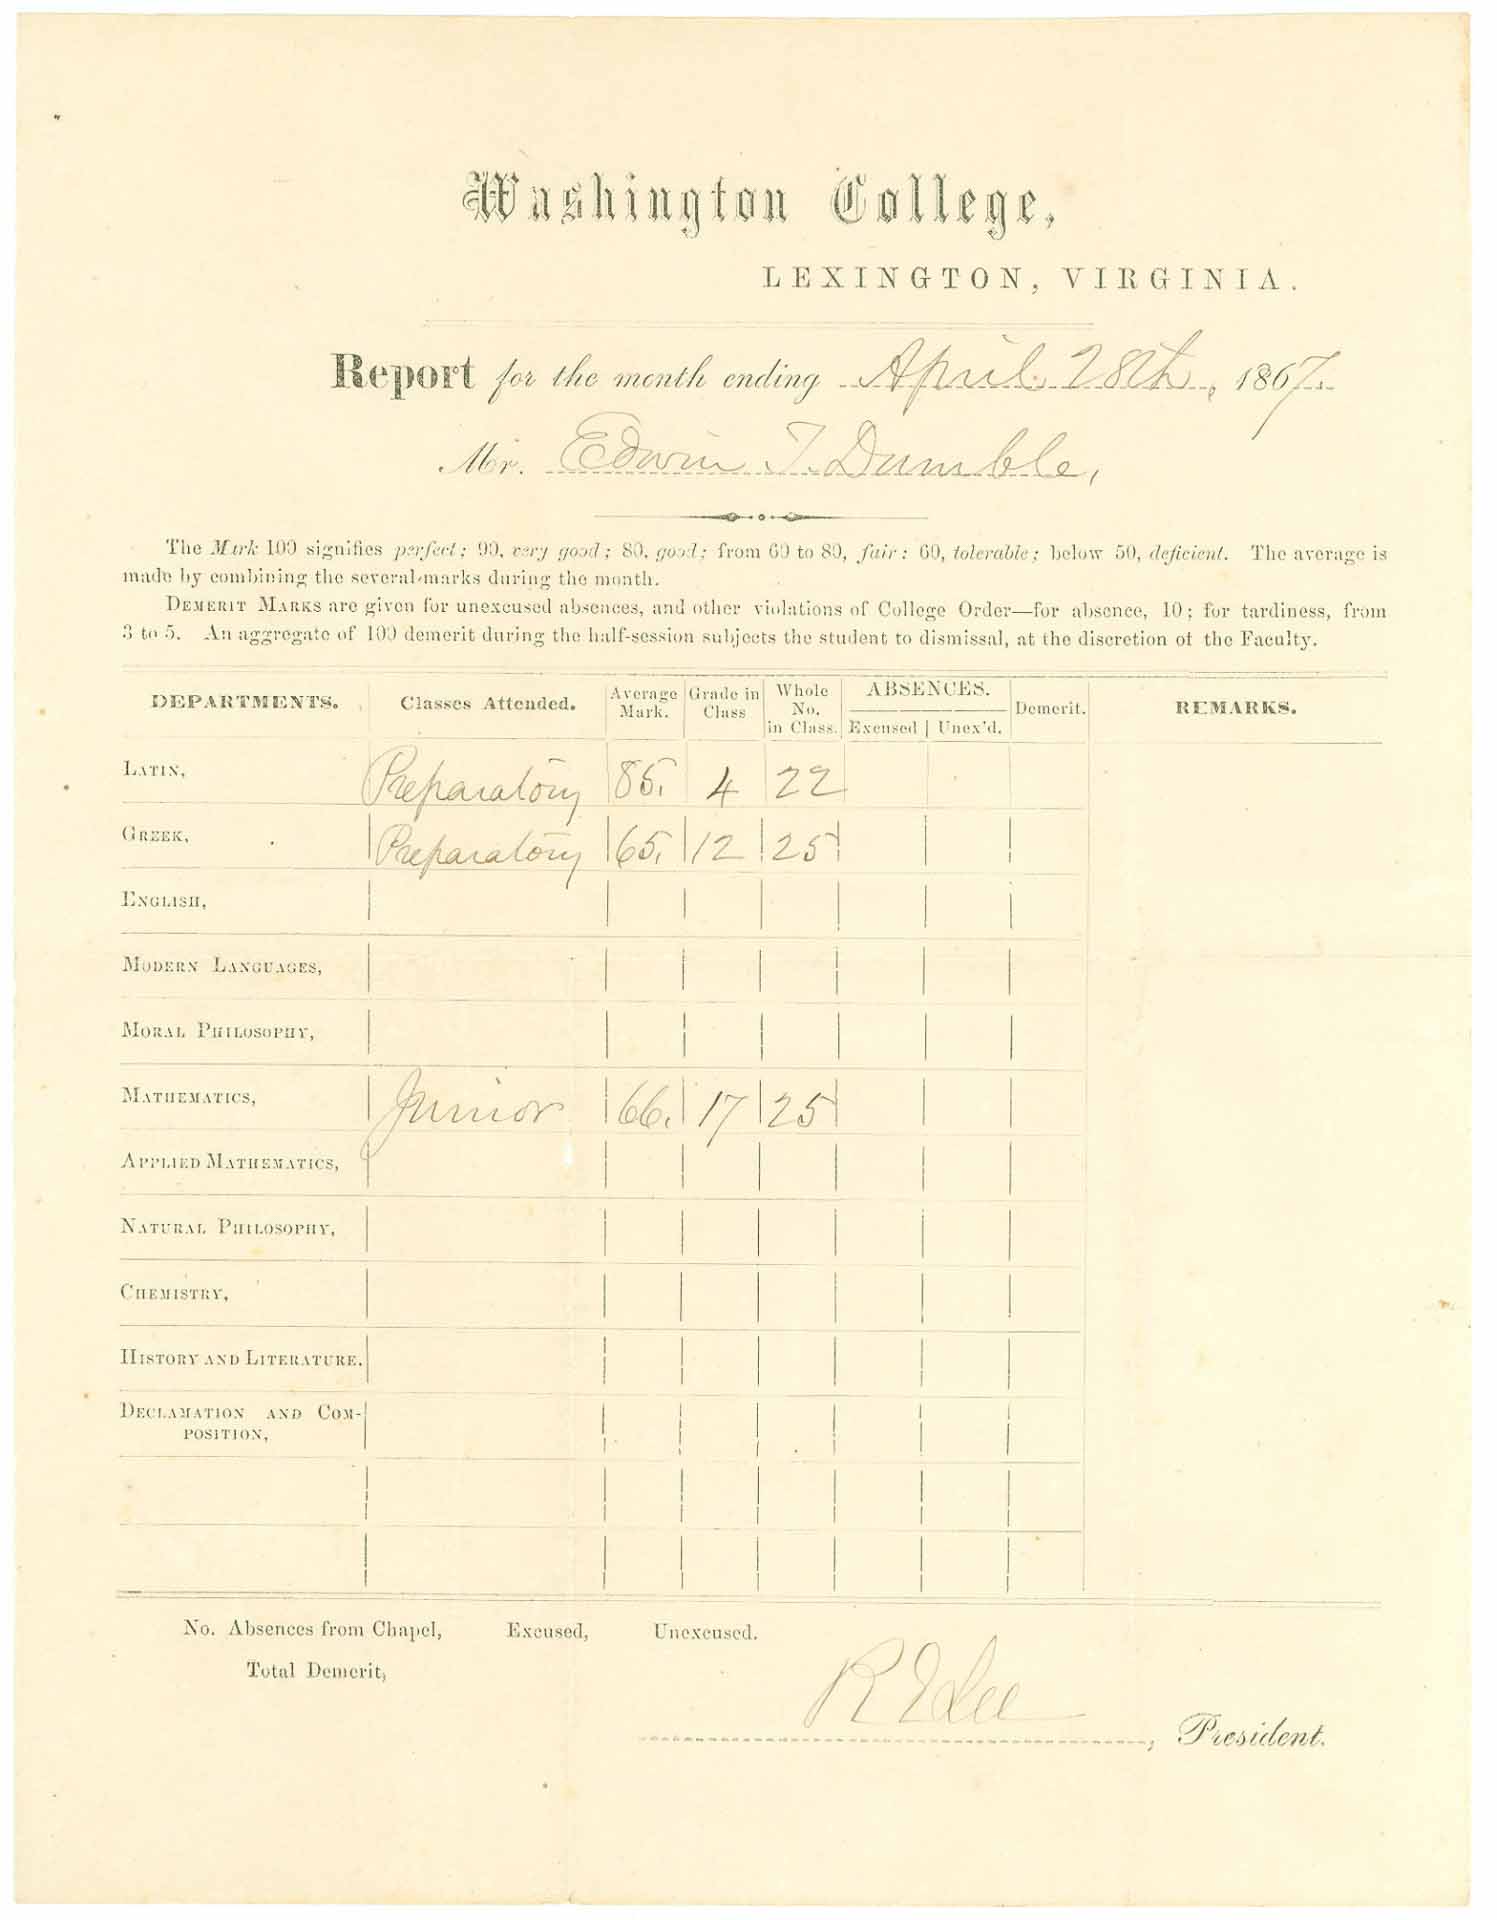 Washington College,
LEXINGTON, VIRGINIA.
Report for the month ending April 28th, 1867.
Mr. Edwin T. Dumble,
The Mark 100 signifies perfect; 90, very good; 80, good; from 60 to 80, fair; 60, tolerable; below 50, deficient. The average is
made by combining the several marks during the month.
DEMERIT MARKS are given for unexcused absences, and other violations of College Order—for absence, 10; for tardiness, from
3 to 5. An aggregate of 100 demerit during the half-session subjects the student to dismissal, at the discretion of the Faculty.
DEPARTMENTS. Classes Attended. Average Mark. Grade in Class Whole No. in Class. ABSENCES. Excused Unex'd. Demerit. REMARKS.
LATIN, Preparatory 85. 4 22
GREEK, Preparatory 65. 12 25
ENGLISH,
MODERN LANGUAGES,
MORAL PHILOSOPHY,
MATHEMATICS, Junior 66. 17 25
APPLIED MATHEMATICS,
NATURAL PHILOSOPHY,
CHEMISTRY,
HISTORY AND LITERATURE.
DECLAMATION AND COM-
POSITION,
No. Absences from Chapel, Excused, Unexcused.
Total Demerit,
R E Lee
, President.